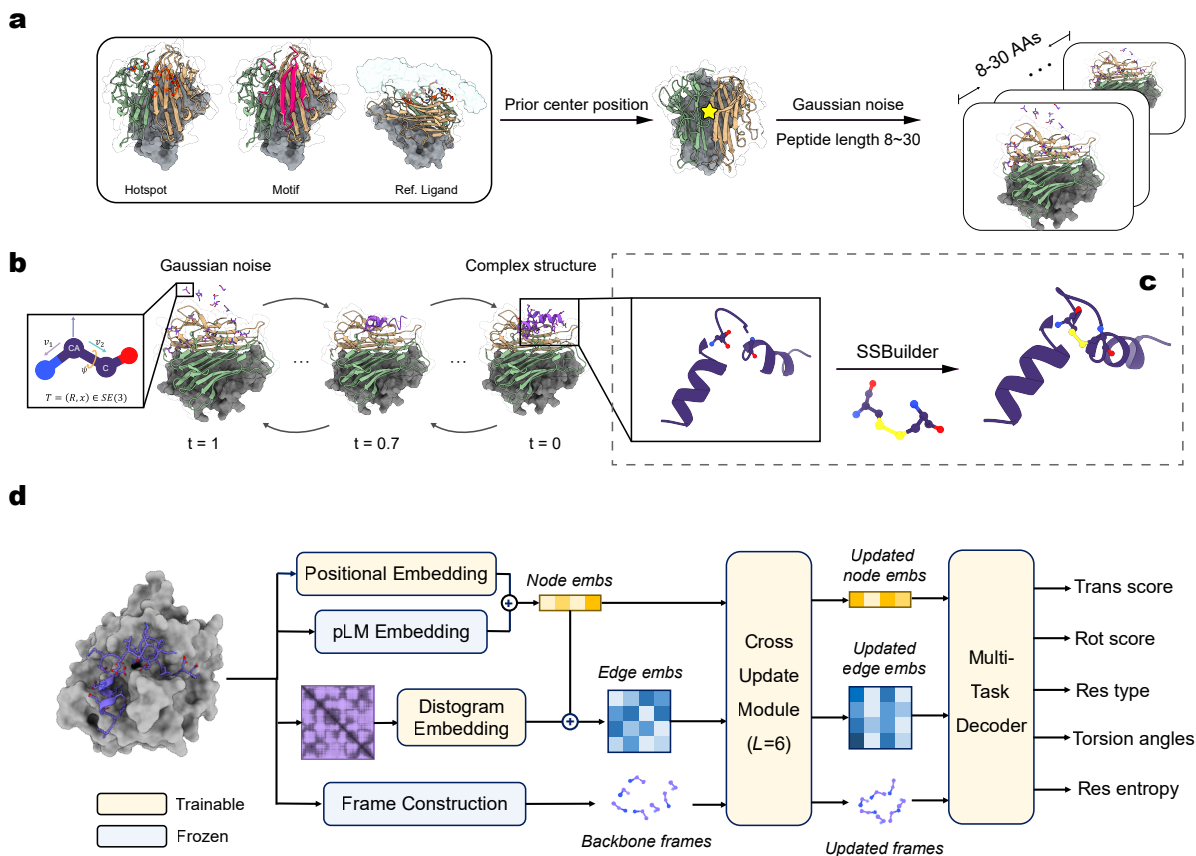 a
Hotspot
Motif
Ref. Ligand
Prior center position
Gaussian noise
Peptide length 8~30
8-30 AAs
...
b
Gaussian noise
Complex structure
c
v₁
CA
v₂
ψ
C
T = (R, x) ∈ SE(3)
...
...
t = 1
t = 0.7
t = 0
SSBuilder
d
Positional Embedding
pLM Embedding
Distogram
Embedding
Frame Construction
Trainable
Frozen
Node embs
Edge embs
Backbone frames
Cross
Update
Module
(L=6)
Updated
node embs
Updated
edge embs
Updated frames
Multi-
Task
Decoder
Trans score
Rot score
Res type
Torsion angles
Res entropy